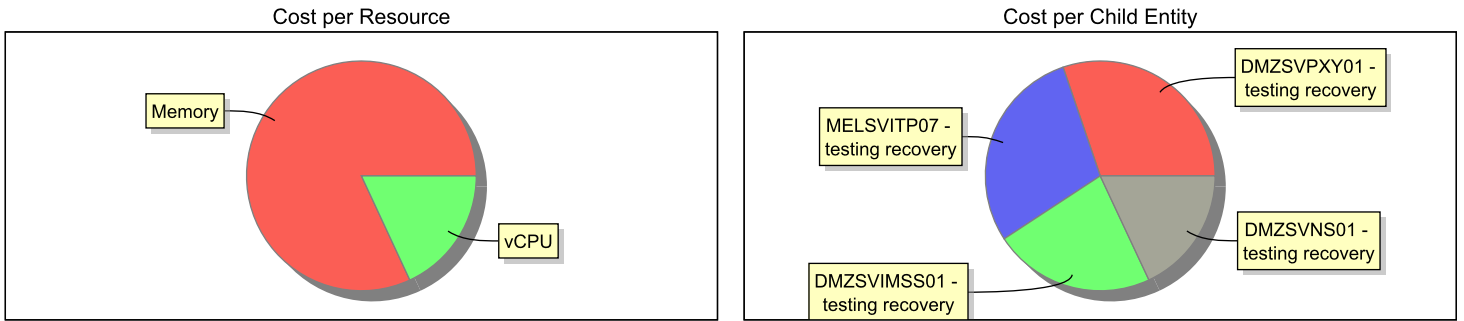 Cost per Resource
Memory
vCPU
Cost per Child Entity
DMZSVPXY01 -
testing recovery
MELSVITP07 -
testing recovery
DMZSVNS01 -
testing recovery
DMZSVIMSS01 -
testing recovery